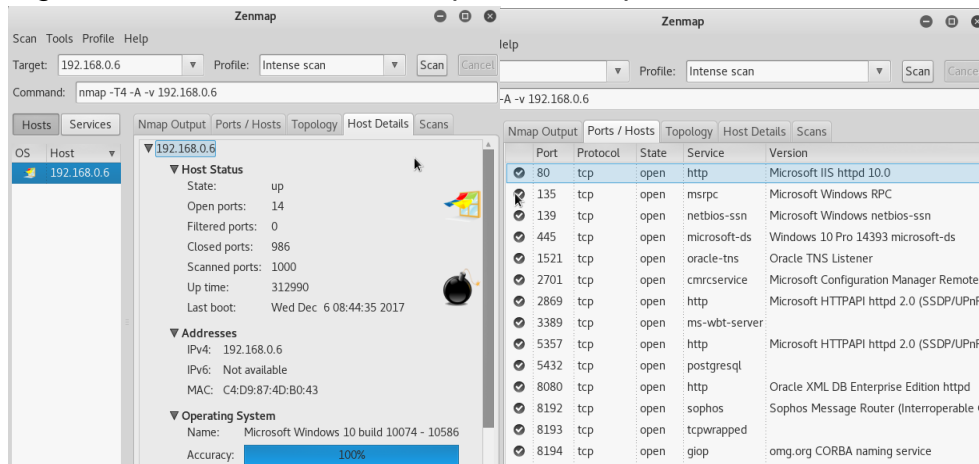 Zenmap
Scan Tools Profile Help
Target: 192.168.0.6 Profile: Intense scan Scan Cancel
Command: nmap -T4 -A -v 192.168.0.6
Hosts Services
Nmap Output Ports / Hosts Topology Host Details Scans
OS Host
192.168.0.6
192.168.0.6
Host Status
State: up
Open ports: 14
Filtered ports: 0
Closed ports: 986
Scanned ports: 1000
Up time: 312990
Last boot: Wed Dec 6 08:44:35 2017
Addresses
IPv4: 192.168.0.6
IPv6: Not available
MAC: C4:D9:87:4D:B0:43
Operating System
Name: Microsoft Windows 10 build 10074 - 10586
Accuracy: 100%
Zenmap
elp
Profile: Intense scan Scan Cance
-A -v 192.168.0.6
Nmap Output Ports / Hosts Topology Host Details Scans
Port Protocol State Service Version
80 tcp open http Microsoft IIS httpd 10.0
135 tcp open msrpc Microsoft Windows RPC
139 tcp open netbios-ssn Microsoft Windows netbios-ssn
445 tcp open microsoft-ds Windows 10 Pro 14393 microsoft-ds
1521 tcp open oracle-tns Oracle TNS Listener
2701 tcp open cmrcservice Microsoft Configuration Manager Remote
2869 tcp open http Microsoft HTTPAPI httpd 2.0 (SSDP/UPnP
3389 tcp open ms-wbt-server
5357 tcp open http Microsoft HTTPAPI httpd 2.0 (SSDP/UPnP
5432 tcp open postgresql
8080 tcp open http Oracle XML DB Enterprise Edition httpd
8192 tcp open sophos Sophos Message Router (Interroperable
8193 tcp open tcpwrapped
8194 tcp open giop omg.org CORBA naming service